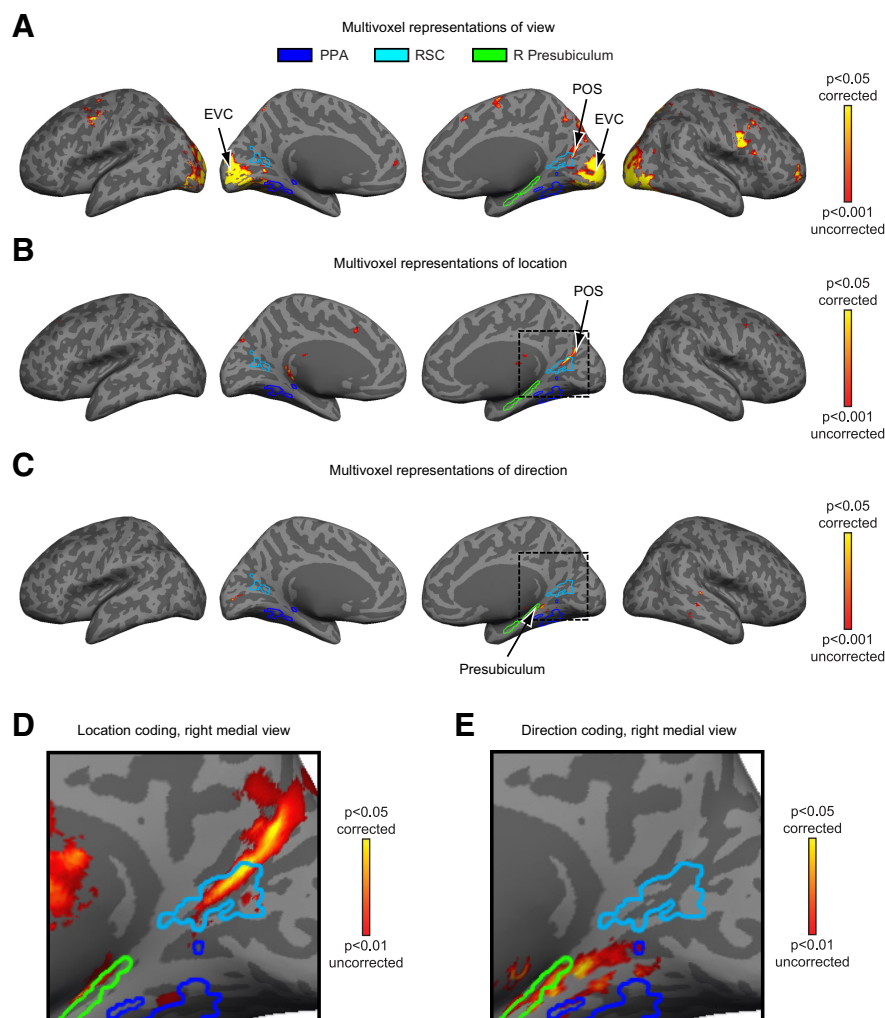 A
Multivoxel representations of view
PPA RSC R Presubiculum
EVC
POS
EVC
p<0.05
corrected
p<0.001
uncorrected
B
Multivoxel representations of location
POS
p<0.05
corrected
p<0.001
uncorrected
C
Multivoxel representations of direction
Presubiculum
p<0.05
corrected
p<0.001
uncorrected
D
Location coding, right medial view
p<0.05
corrected
p<0.01
uncorrected
E
Direction coding, right medial view
p<0.05
corrected
p<0.01
uncorrected